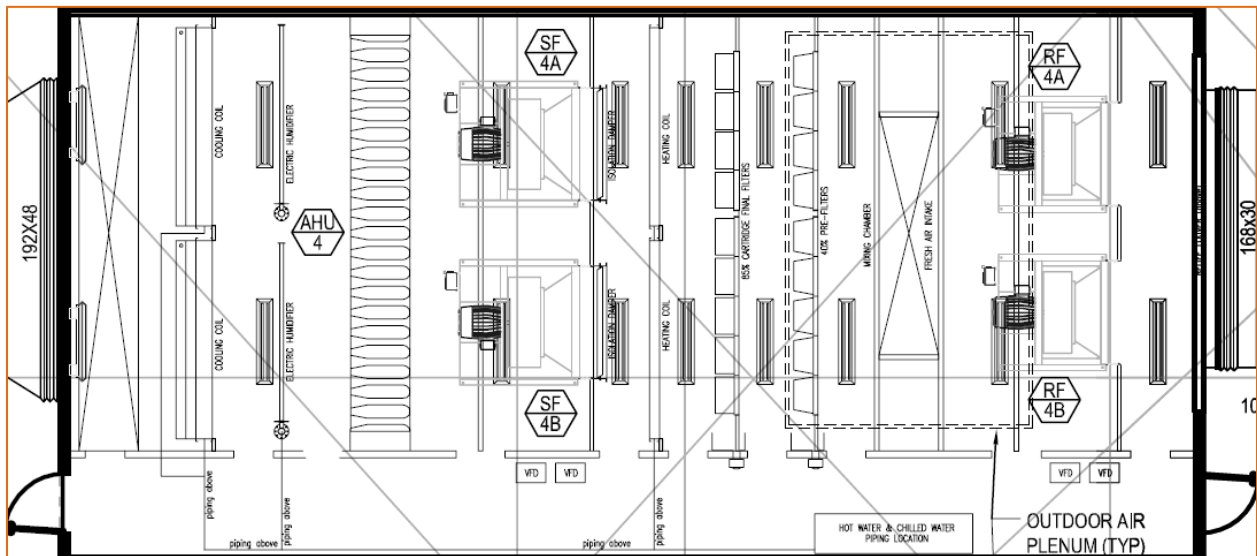 SF
4A
RF
4A
192X48
COOLING COIL
ELECTRIC HUMIDIFIER
ISOLATION DAMPER
HEATING COIL
AHU
4
85% CARTRIDGE FINAL FILTERS
40% PRE-FILTERS
MIXING CHAMBER
FRESH AIR INTAKE
168x30
COOLING COIL
ELECTRIC HUMIDIFIER
ISOLATION DAMPER
HEATING COIL
SF
4B
RF
4B
10
VFD
VFD
VFD
VFD
piping above
piping above
piping above
piping above
piping above
piping above
HOT WATER & CHILLED WATER
PIPING LOCATION
OUTDOOR AIR
PLENUM (TYP)